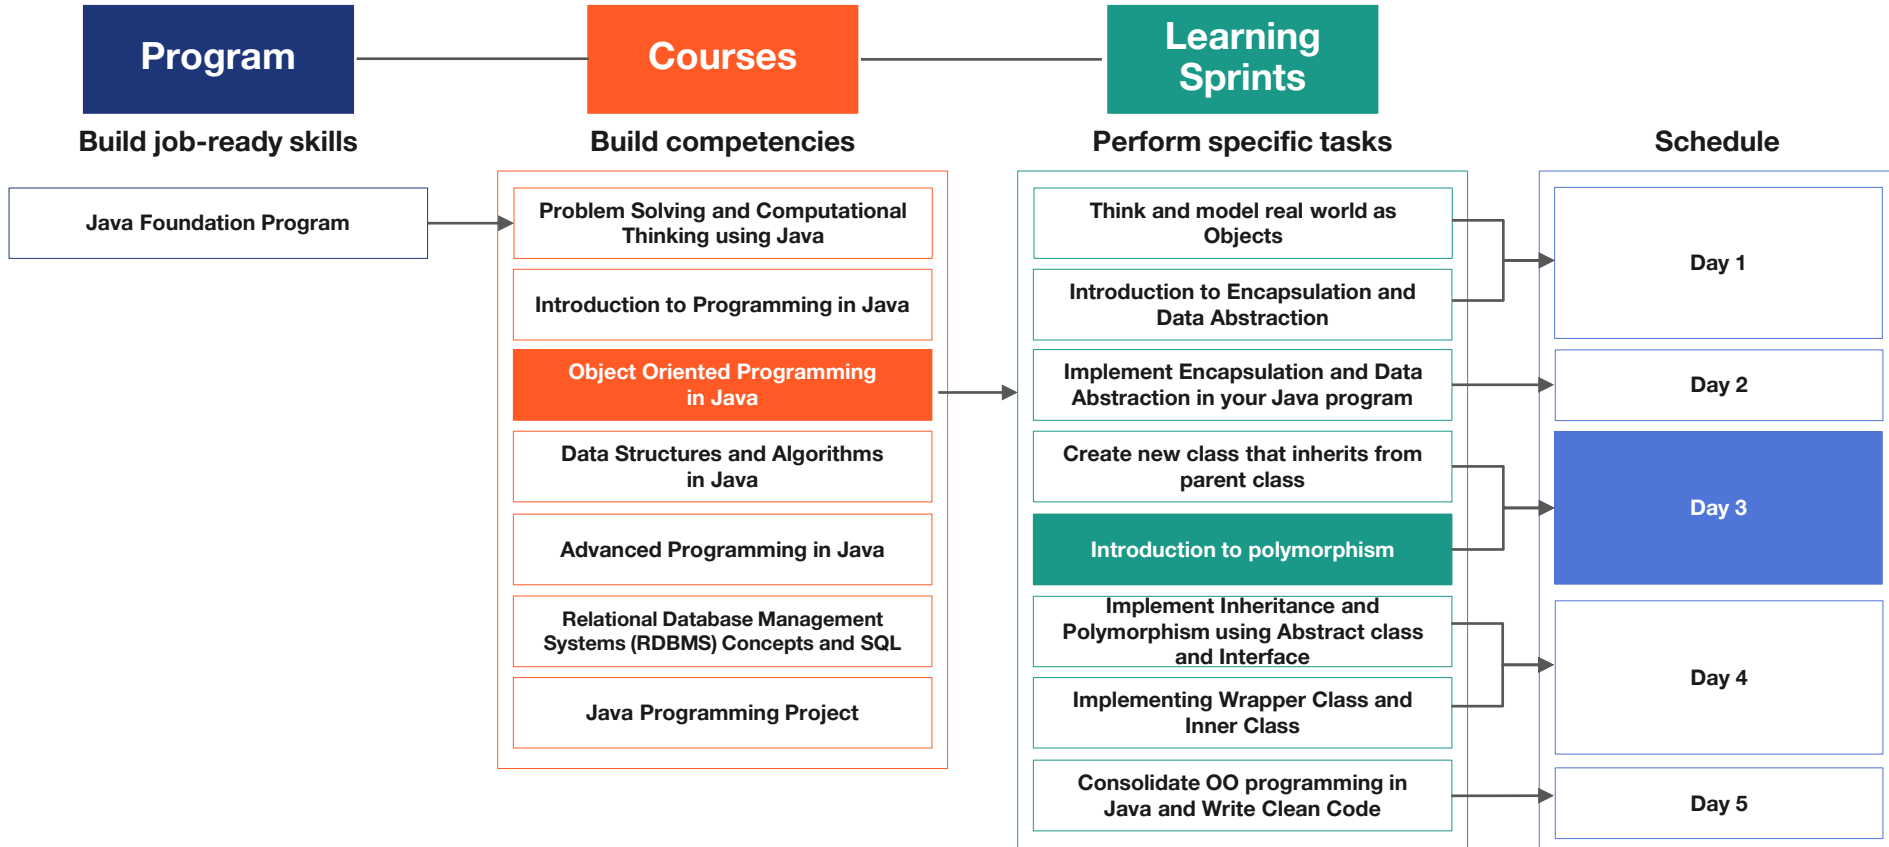 Program
Courses
Learning
Sprints
Build job-ready skills
Build competencies
Perform specific tasks
Schedule
Java Foundation Program
Problem Solving and Computational
Thinking using Java
Introduction to Programming in Java
Object Oriented Programming
in Java
Data Structures and Algorithms
in Java
Advanced Programming in Java
Relational Database Management
Systems (RDBMS) Concepts and SQL
Java Programming Project
Think and model real world as
Objects
Introduction to Encapsulation and
Data Abstraction
Implement Encapsulation and Data
Abstraction in your Java program
Create new class that inherits from
parent class
Introduction to polymorphism
Implement Inheritance and
Polymorphism using Abstract class
and Interface
Implementing Wrapper Class and
Inner Class
Consolidate OO programming in
Java and Write Clean Code
Day 1
Day 2
Day 3
Day 4
Day 5